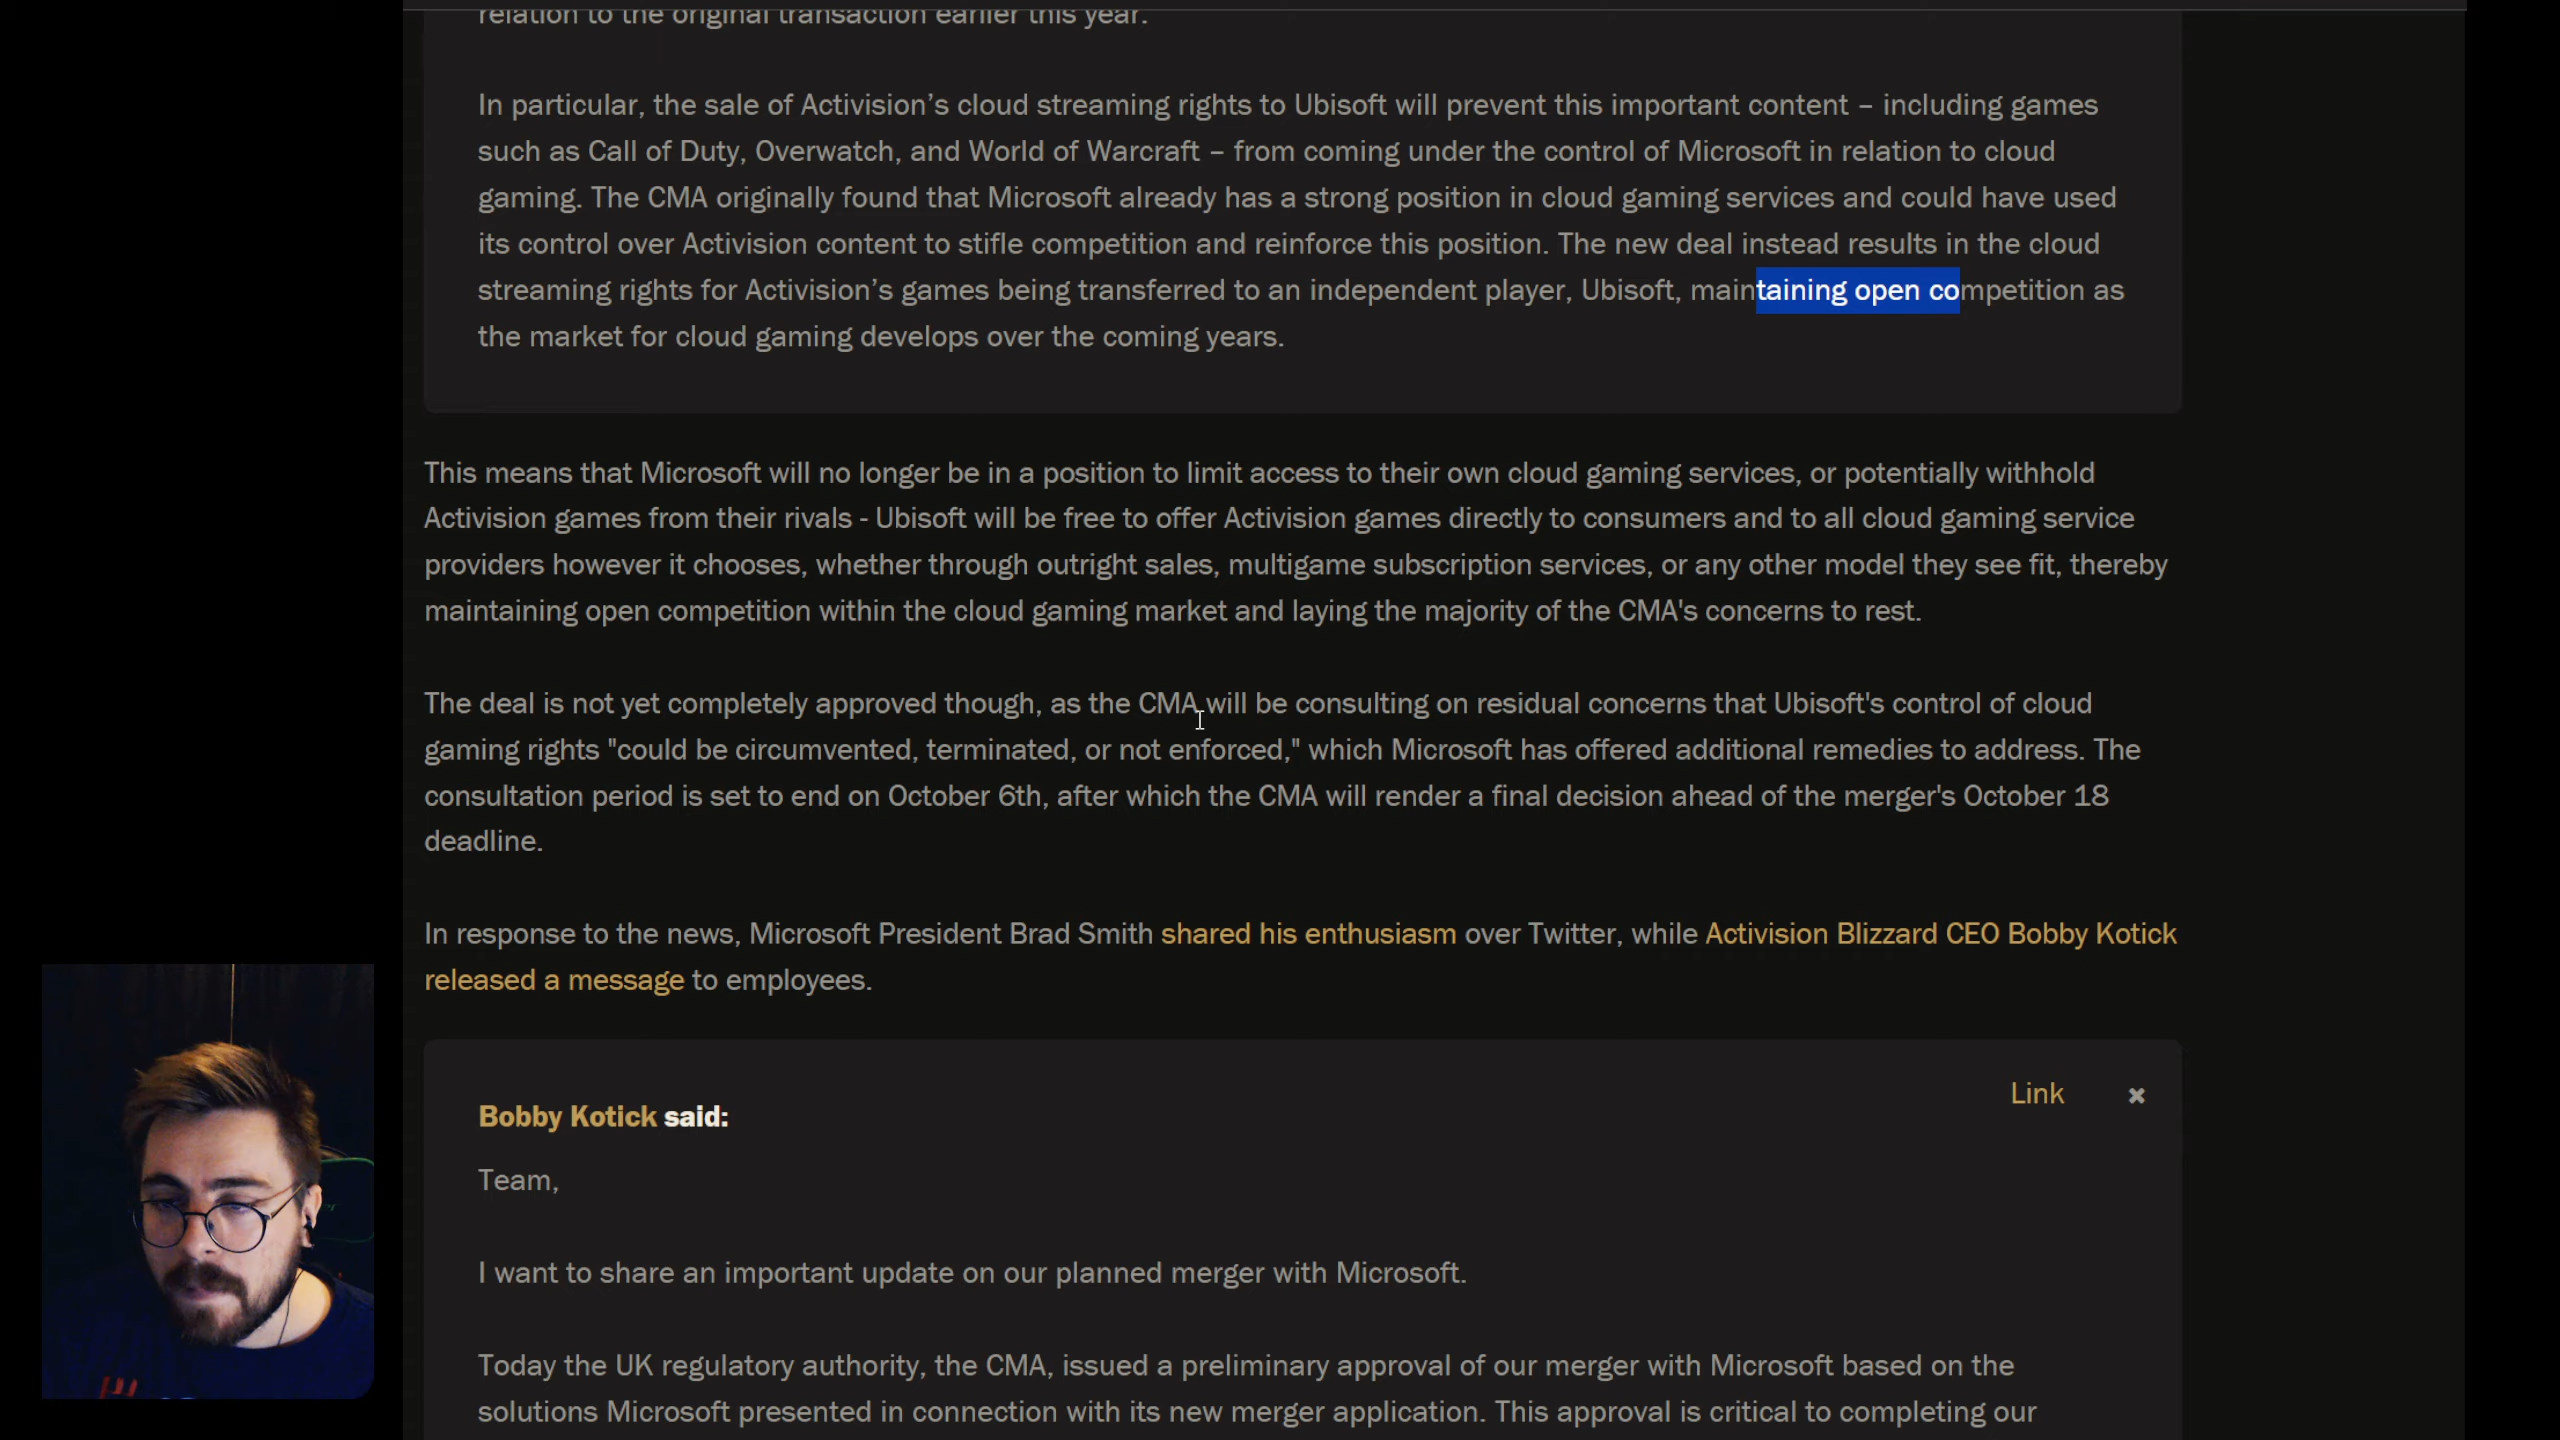 relation to the original transaction earlier this year.
In particular, the sale of Activision’s cloud streaming rights to Ubisoft will prevent this important content – including games
such as Call of Duty, Overwatch, and World of Warcraft – from coming under the control of Microsoft in relation to cloud
gaming. The CMA originally found that Microsoft already has a strong position in cloud gaming services and could have used
its control over Activision content to stifle competition and reinforce this position. The new deal instead results in the cloud
streaming rights for Activision’s games being transferred to an independent player, Ubisoft, maintaining open competition as
the market for cloud gaming develops over the coming years.
This means that Microsoft will no longer be in a position to limit access to their own cloud gaming services, or potentially withhold
Activision games from their rivals - Ubisoft will be free to offer Activision games directly to consumers and to all cloud gaming service
providers however it chooses, whether through outright sales, multigame subscription services, or any other model they see fit, thereby
maintaining open competition within the cloud gaming market and laying the majority of the CMA's concerns to rest.
The deal is not yet completely approved though, as the CMA will be consulting on residual concerns that Ubisoft's control of cloud
gaming rights "could be circumvented, terminated, or not enforced," which Microsoft has offered additional remedies to address. The
consultation period is set to end on October 6th, after which the CMA will render a final decision ahead of the merger's October 18
deadline.
In response to the news, Microsoft President Brad Smith shared his enthusiasm over Twitter, while Activision Blizzard CEO Bobby Kotick
released a message to employees.
Link
Bobby Kotick said:
Team,
I want to share an important update on our planned merger with Microsoft.
Today the UK regulatory authority, the CMA, issued a preliminary approval of our merger with Microsoft based on the
solutions Microsoft presented in connection with its new merger application. This approval is critical to completing our